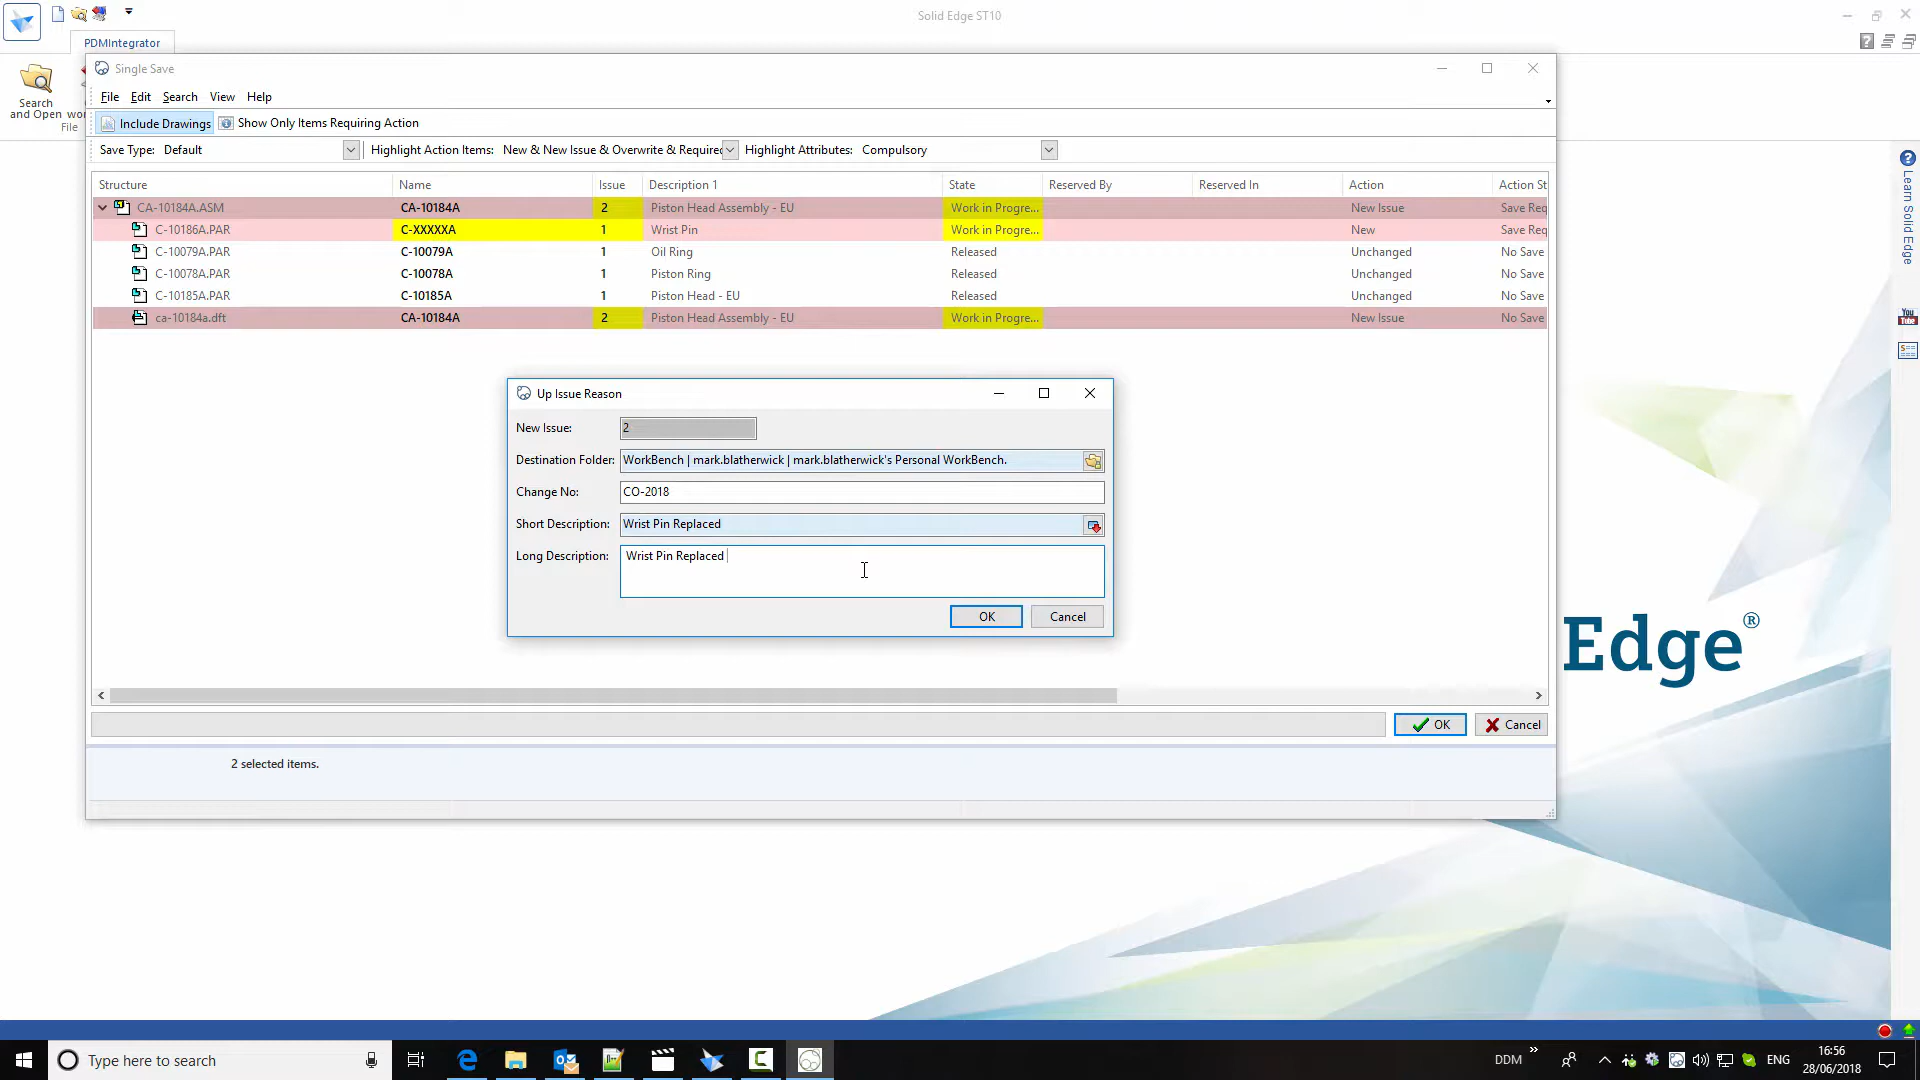 Solid Edge ST10
PDMIntegrator
Search
and Open
wo
File
Single Save
File Edit Search View Help
Include Drawings Show Only Items Requiring Action
Save Type: Default Highlight Action Items: New & New Issue & Overwrite & Required Highlight Attributes: Compulsory
Structure Name Issue Description 1 State Reserved By Reserved In Action Action St
CA-10184A.ASM CA-10184A 2 Piston Head Assembly - EU Work in Progre... New Issue Save Req
C-10186A.PAR C-XXXXXA 1 Wrist Pin Work in Progre... New Save Req
C-10079A.PAR C-10079A 1 Oil Ring Released Unchanged No Save
C-10078A.PAR C-10078A 1 Piston Ring Released Unchanged No Save
C-10185A.PAR C-10185A 1 Piston Head - EU Released Unchanged No Save
ca-10184a.dft CA-10184A 2 Piston Head Assembly - EU Work in Progre... New Issue No Save
Up Issue Reason
New Issue: 2
Destination Folder: WorkBench | mark.blatherwick | mark.blatherwick's Personal WorkBench.
Change No: CO-2018
Short Description: Wrist Pin Replaced
Long Description: Wrist Pin Replaced
OK Cancel
OK Cancel
2 selected items.
Learn Solid Edge
You
Tube
Edge®
Type here to search
DDM
ENG
16:56
28/06/2018